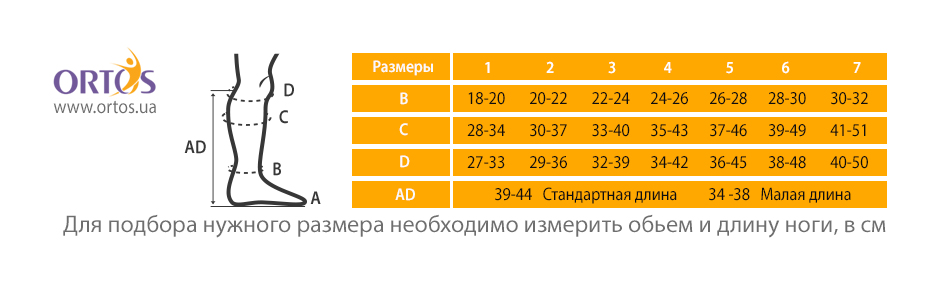 ORTOS
www.ortos.ua
D
C
AD
B
A
Размеры 1 2 3 4 5 6 7
B 18-20 20-22 22-24 24-26 26-28 28-30 30-32
C 28-34 30-37 33-40 35-43 37-46 39-49 41-51
D 27-33 29-36 32-39 34-42 36-45 38-48 40-50
AD 39-44 Стандартная длина 34 -38 Малая длина
Для подбора нужного размера необходимо измерить обьем и длину ноги, в см